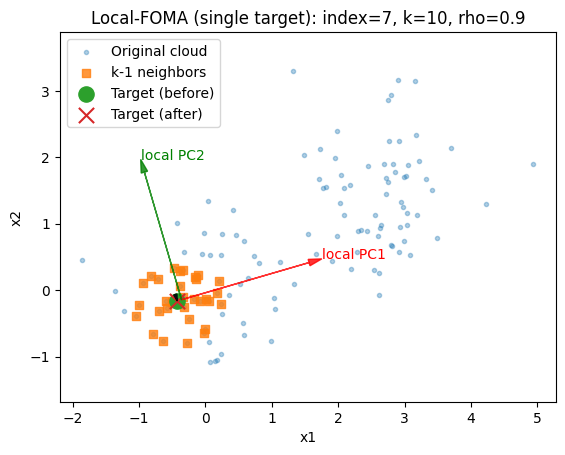 Local-FOMA (single target): index=7, k=10, rho=0.9
Original cloud
k-1 neighbors
Target (before)
Target (after)
local PC2
local PC1
x2
3
2
1
0
−1
−2
−1
0
1
2
3
4
5
x1